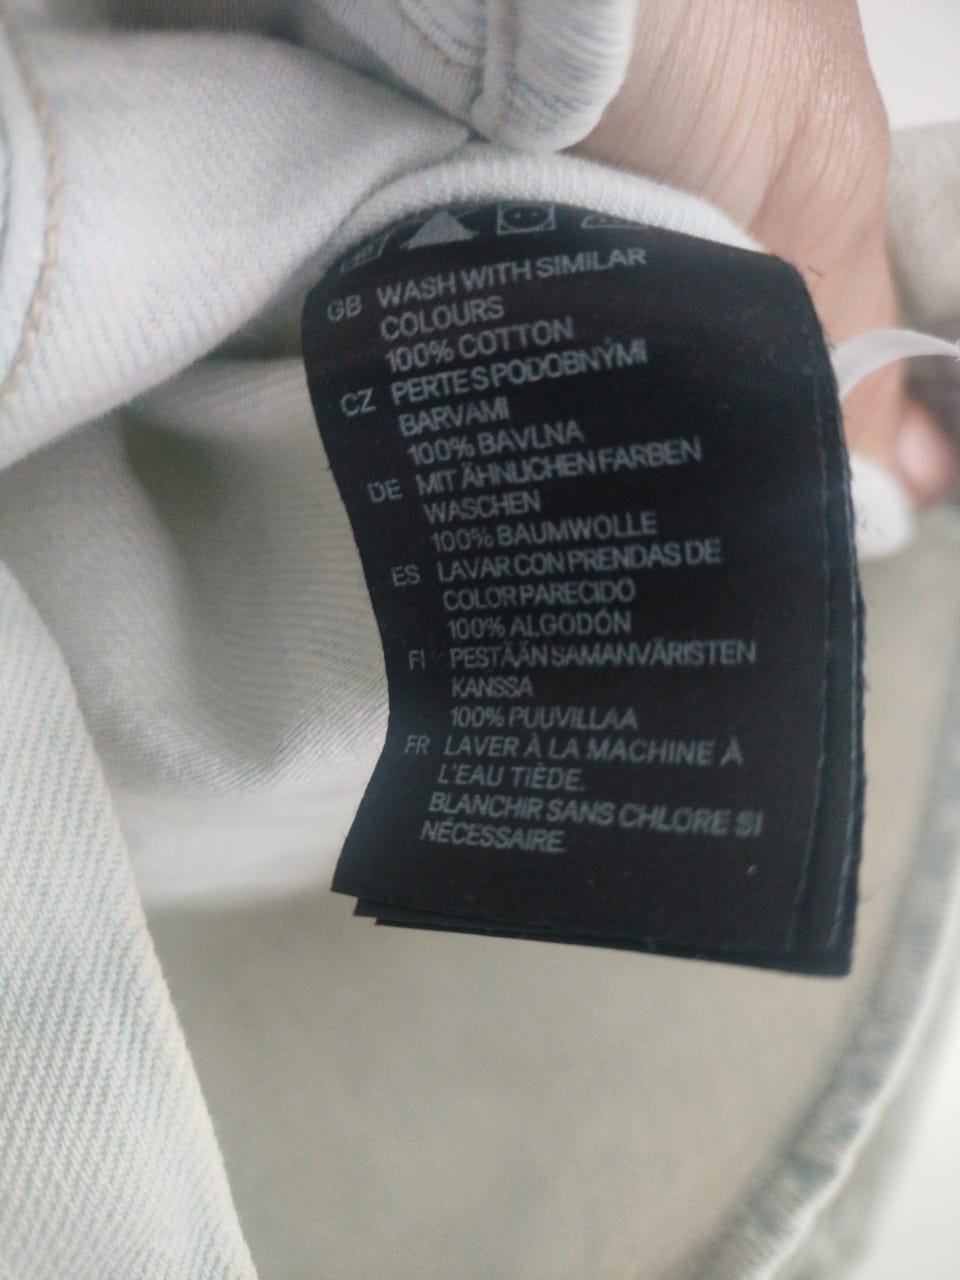 GB WASH WITH SIMILAR
COLOURS
100% COTTON
CZ PERTE S PODOBNÝMI
BARVAMI
100% BAVLNA
DE MIT ÄHNLICHEN FARBEN
WASCHEN
100% BAUMWOLLE
ES LAVAR CON PRENDAS DE
COLOR PARECIDO
100% ALGODÓN
FI PESTÄÄN SAMANVÄRISTEN
KANSSA
100% PUUVILLAA
FR LAVER À LA MACHINE À
L'EAU TIÈDE.
BLANCHIR SANS CHLORE SI
NÉCESSAIRE.